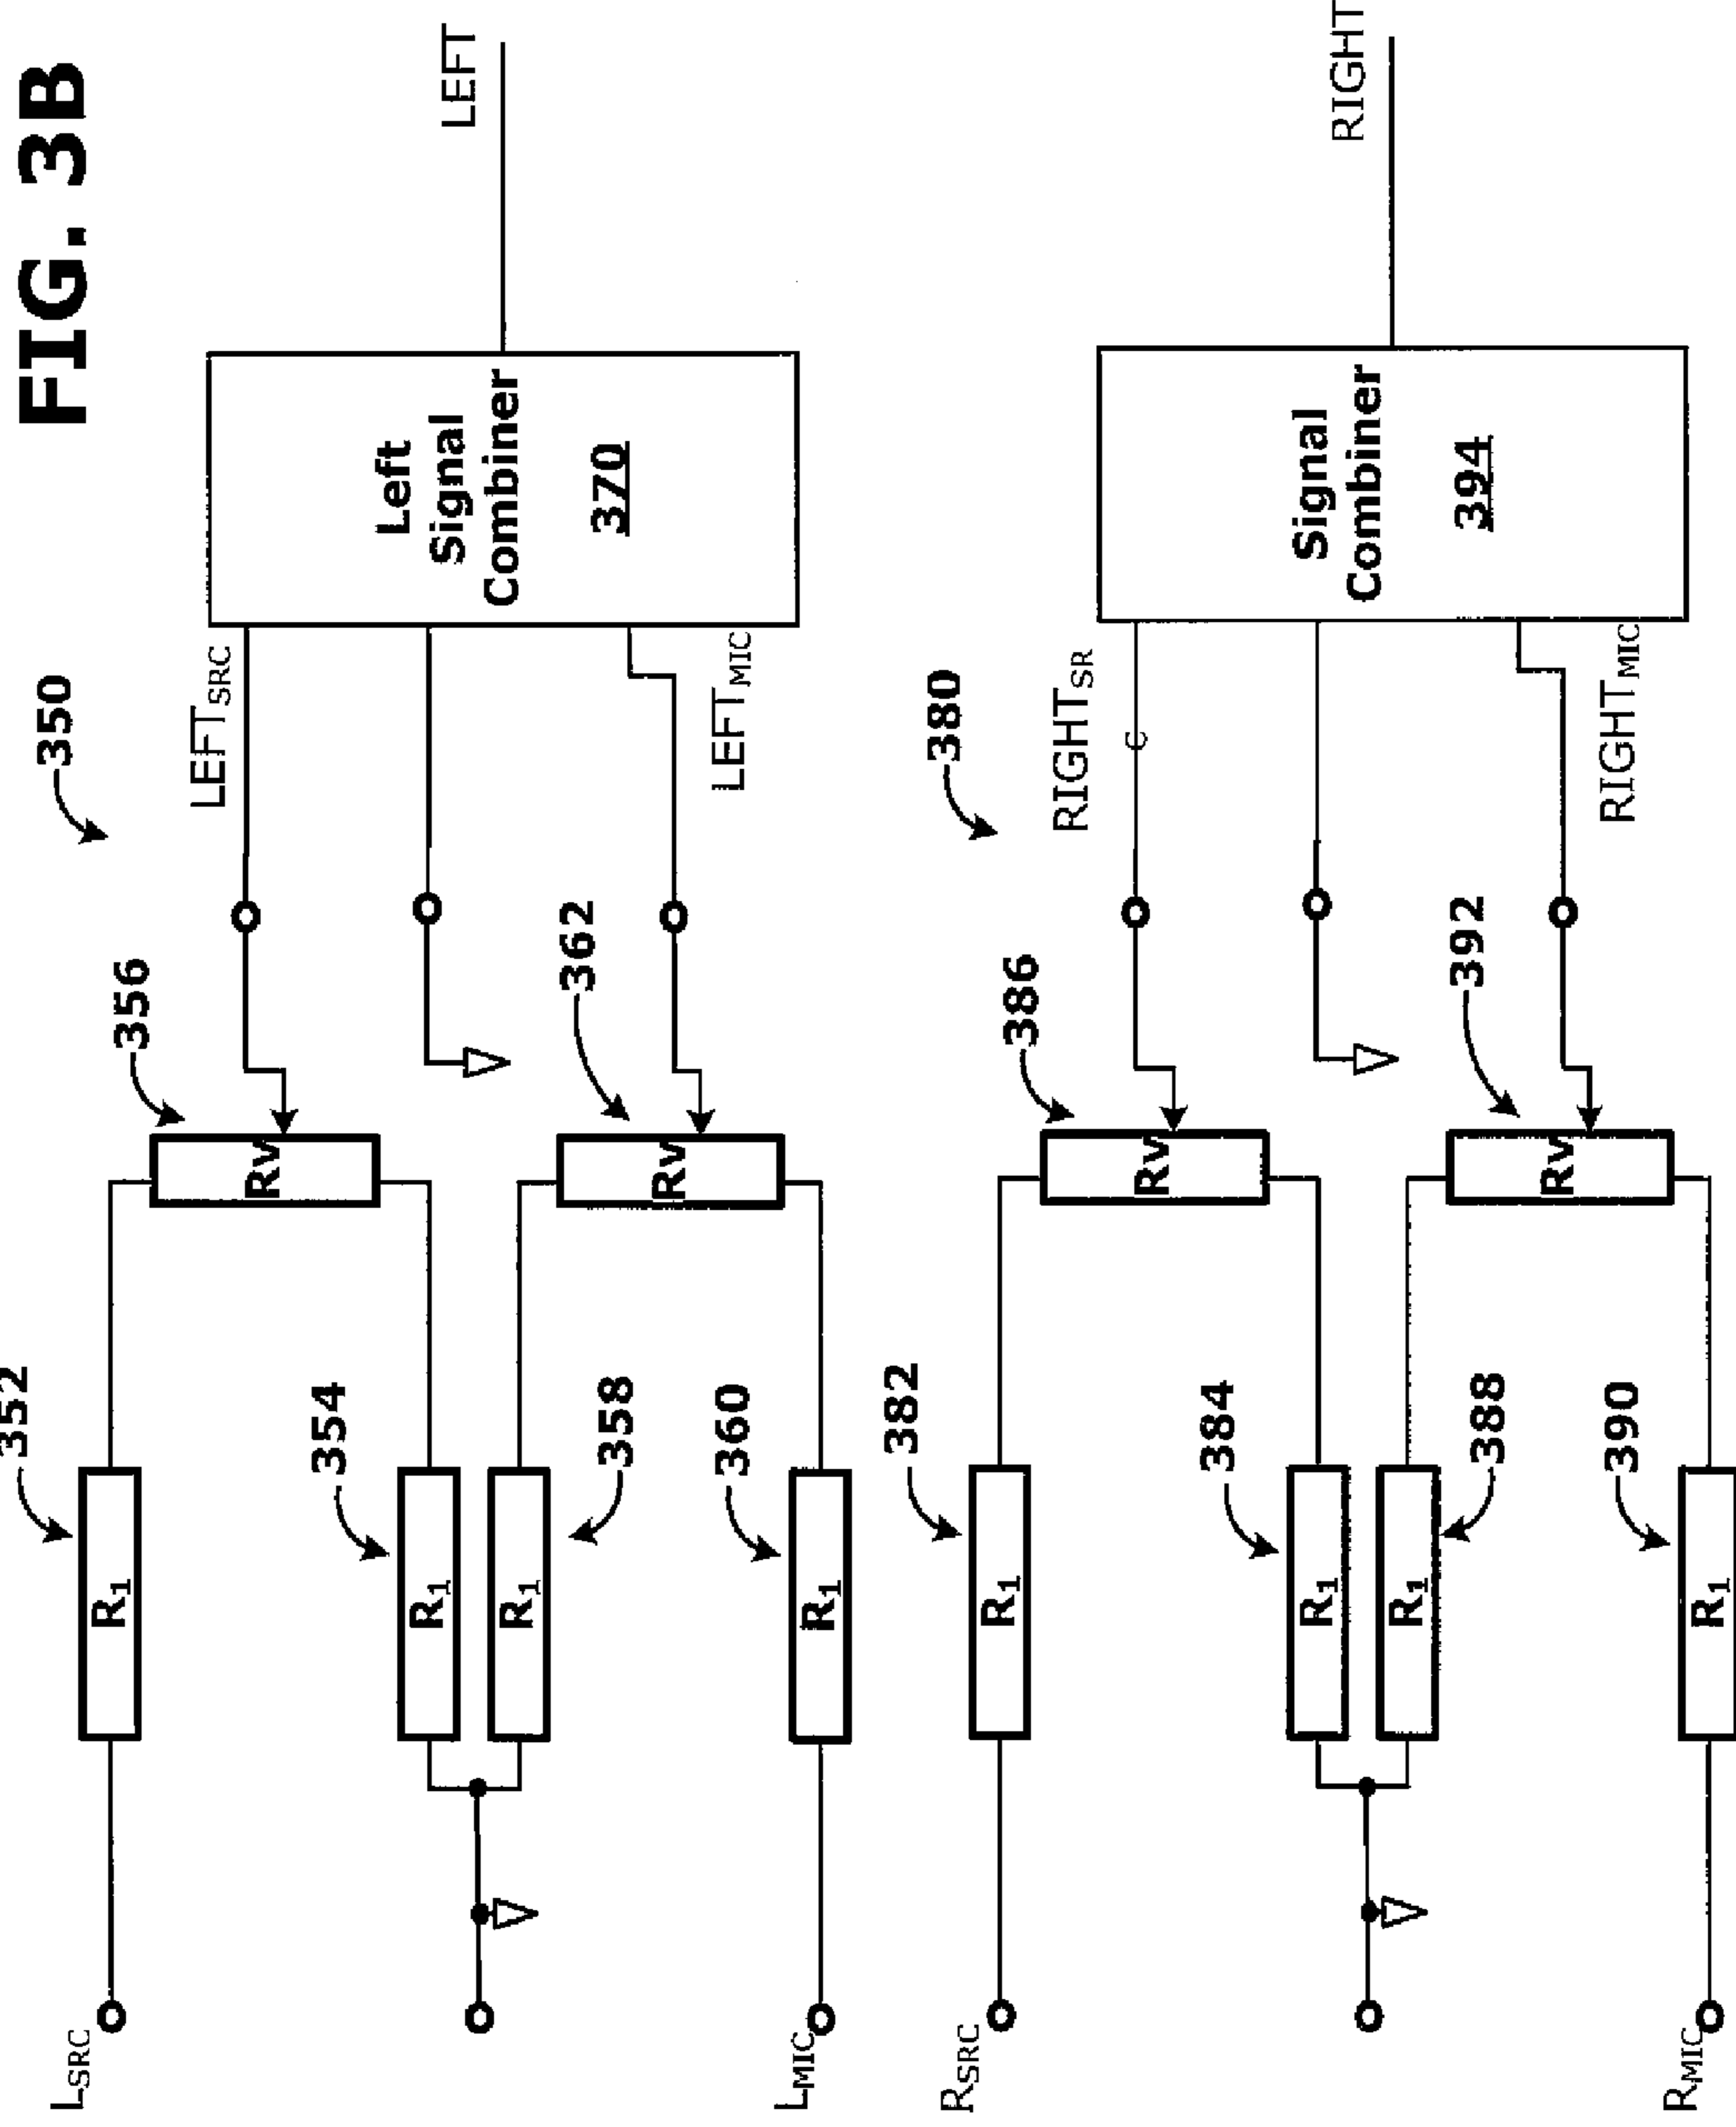 FIG. 3B
350
352
356
L_SRC
R₁
Rv
LEFT_SRC
LEFT
354
R₁
Left
Signal
Combiner
370
358
R₁
362
Rv
LEFT_MIC
360
L_MIC
R₁
380
382
386
R_SRC
R₁
Rv
RIGHT_SR
C
RIGHT
384
R₁
Signal
Combiner
394
388
R₁
392
Rv
RIGHT_MIC
390
R_MIC
R₁